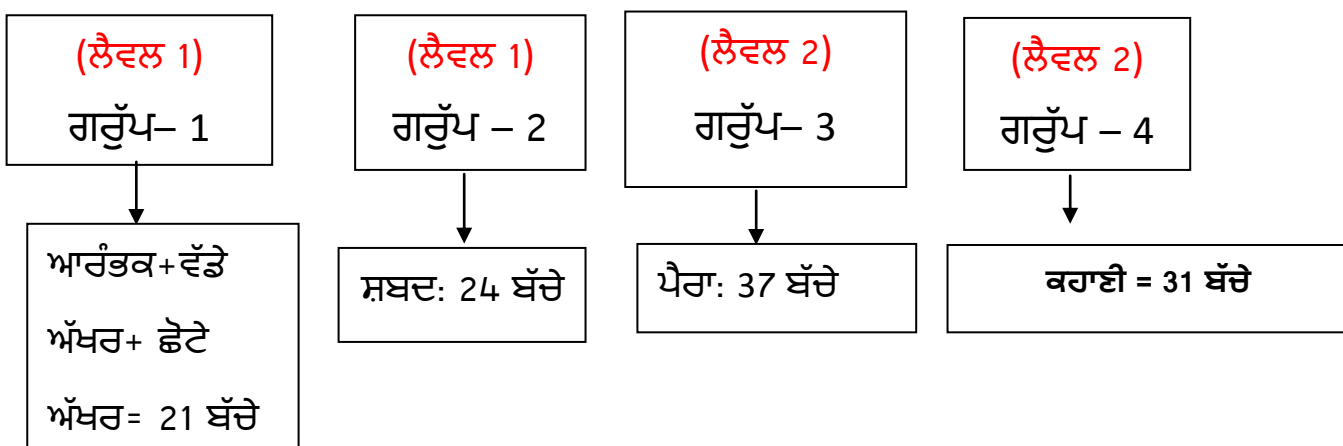 (ਲੈਵਲ 1)
ਗਰੁੱਪ– 1
ਆਰੰਭਕ+ਵੱਡੇ
ਅੱਖਰ+ ਛੋਟੇ
ਅੱਖਰ= 21 ਬੱਚੇ
(ਲੈਵਲ 1)
ਗਰੁੱਪ – 2
ਸ਼ਬਦ: 24 ਬੱਚੇ
(ਲੈਵਲ 2)
ਗਰੁੱਪ– 3
ਪੈਰਾ: 37 ਬੱਚੇ
(ਲੈਵਲ 2)
ਗਰੁੱਪ – 4
ਕਹਾਣੀ = 31 ਬੱਚੇ